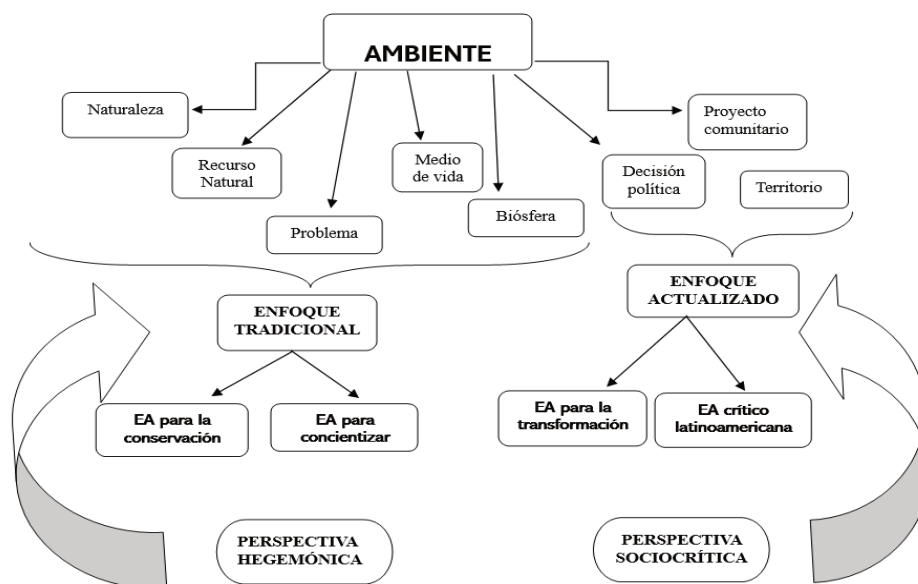 AMBIENTE
Naturaleza
Proyecto
comunitario
Recurso
Natural
Medio
de vida
Decisión
política
Territorio
Problema
Biósfera
ENFOQUE
TRADICIONAL
ENFOQUE
ACTUALIZADO
EA para la
conservación
EA para
concientizar
EA para la
transformación
EA crítico
latinoamericana
PERSPECTIVA
HEGEMÓNICA
PERSPECTIVA
SOCIOCRÍTICA